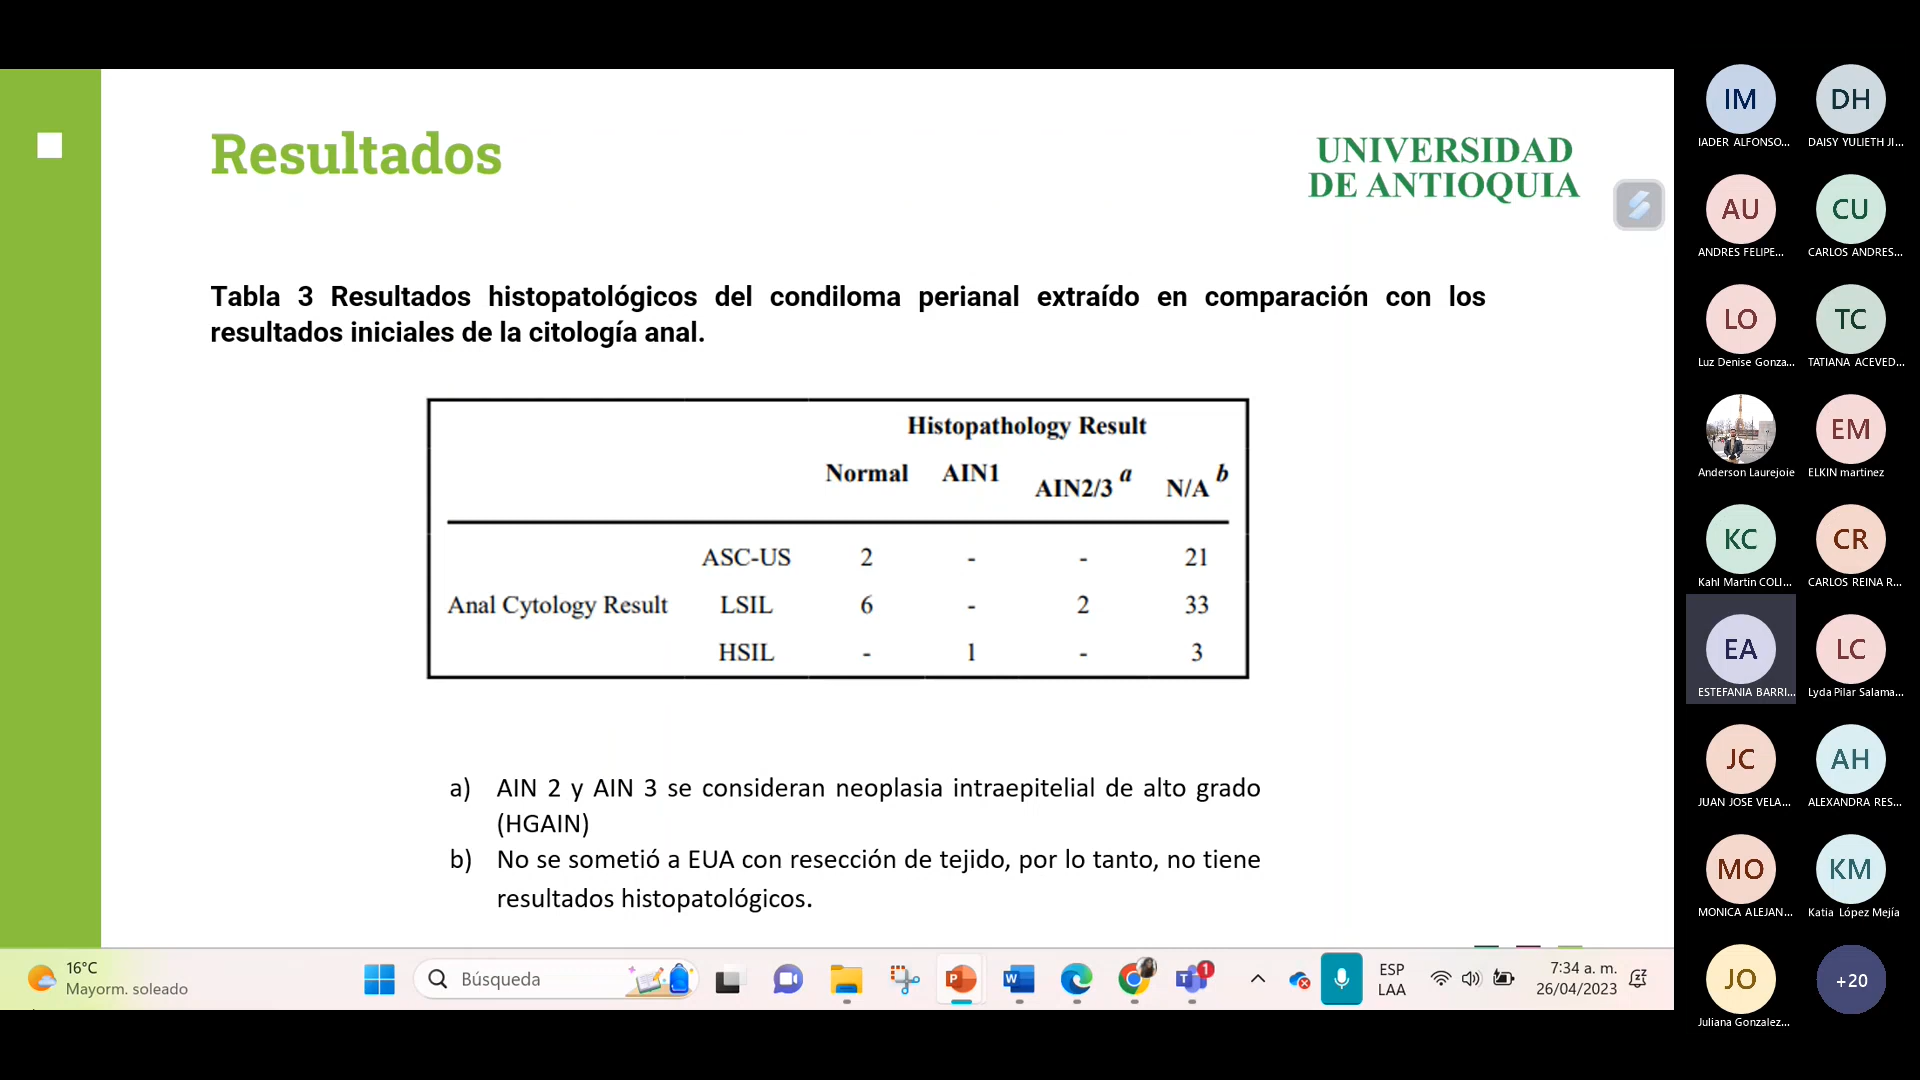 Resultados
UNIVERSIDAD
DE ANTIOQUIA
Tabla 3 Resultados histopatológicos del condiloma perianal extraído en comparación con los
resultados iniciales de la citología anal.
Histopathology Result
Normal AIN1 AIN2/3 a N/A b
ASC-US 2 - - 21
Anal Cytology Result LSIL 6 - 2 33
HSIL - 1 - 3
a) AIN 2 y AIN 3 se consideran neoplasia intraepitelial de alto grado
(HGAIN)
b) No se sometió a EUA con resección de tejido, por lo tanto, no tiene
resultados histopatológicos.
16°C
Mayorm. soleado
Búsqueda
1
ESP
LAA
7:34 a. m.
26/04/2023
IM DH
IADER ALFONSO... DAISY YULIETH JI...
AU CU
ANDRES FELIPE... CARLOS ANDRES...
LO TC
Luz Denise Gonza... TATIANA ACEVED...
EM
Anderson Laurejoie ELKIN martinez
KC CR
Kahl Martin COLI... CARLOS REINA R...
EA LC
ESTEFANIA BARRI... Lyda Pilar Salama...
JC AH
JUAN JOSE VELA... ALEXANDRA RES...
MO KM
MONICA ALEJAN... Katia López Mejía
JO +20
Juliana Gonzalez...